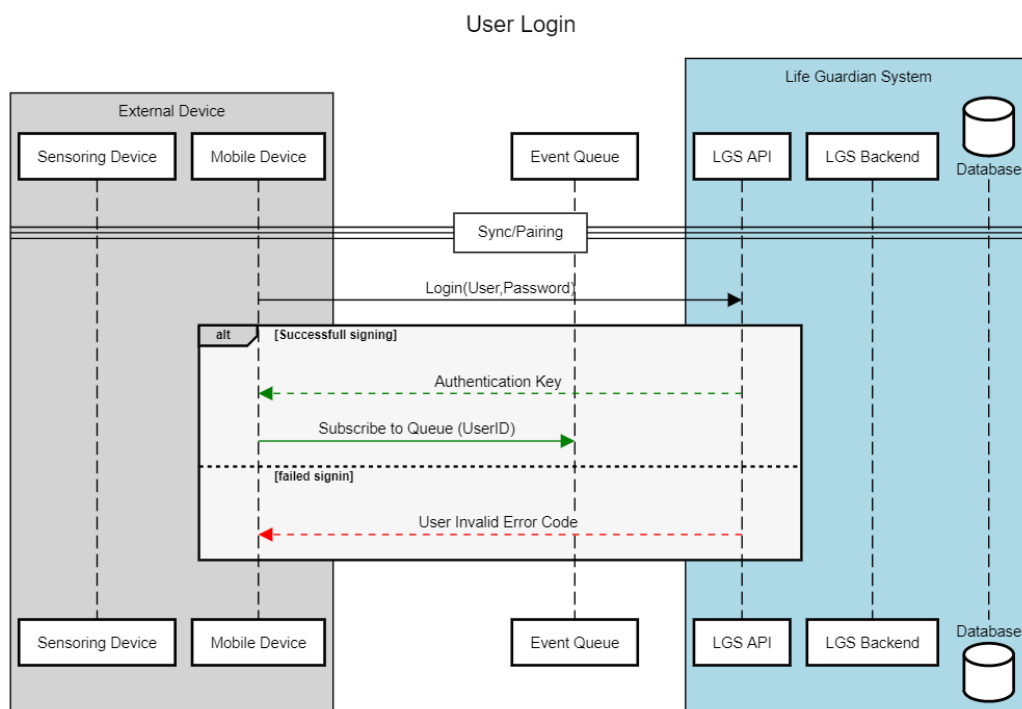 User Login
Life Guardian System
External Device
Sensoring Device
Mobile Device
Event Queue
LGS API
LGS Backend
Database
Sync/Pairing
Login(User,Password)
alt
[Successfull signing]
Authentication Key
Subscribe to Queue (UserID)
[failed signin]
User Invalid Error Code
Sensoring Device
Mobile Device
Event Queue
LGS API
LGS Backend
Database